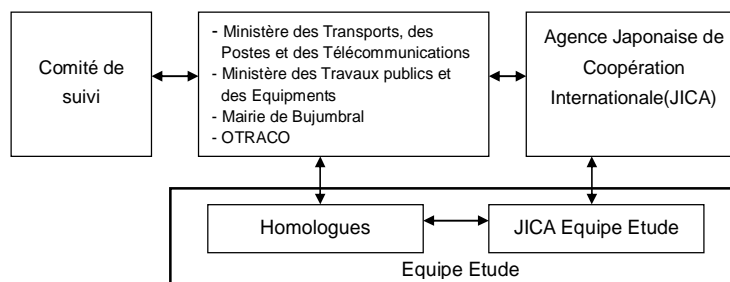 Comité de
suivi
- Ministère des Transports, des
Postes et des Télécommunications
- Ministère des Travaux publics et
des Equipments
- Mairie de Bujumbral
- OTRACO
Agence Japonaise de
Coopération
Internationale(JICA)
Homologues
JICA Equipe Etude
Equipe Etude